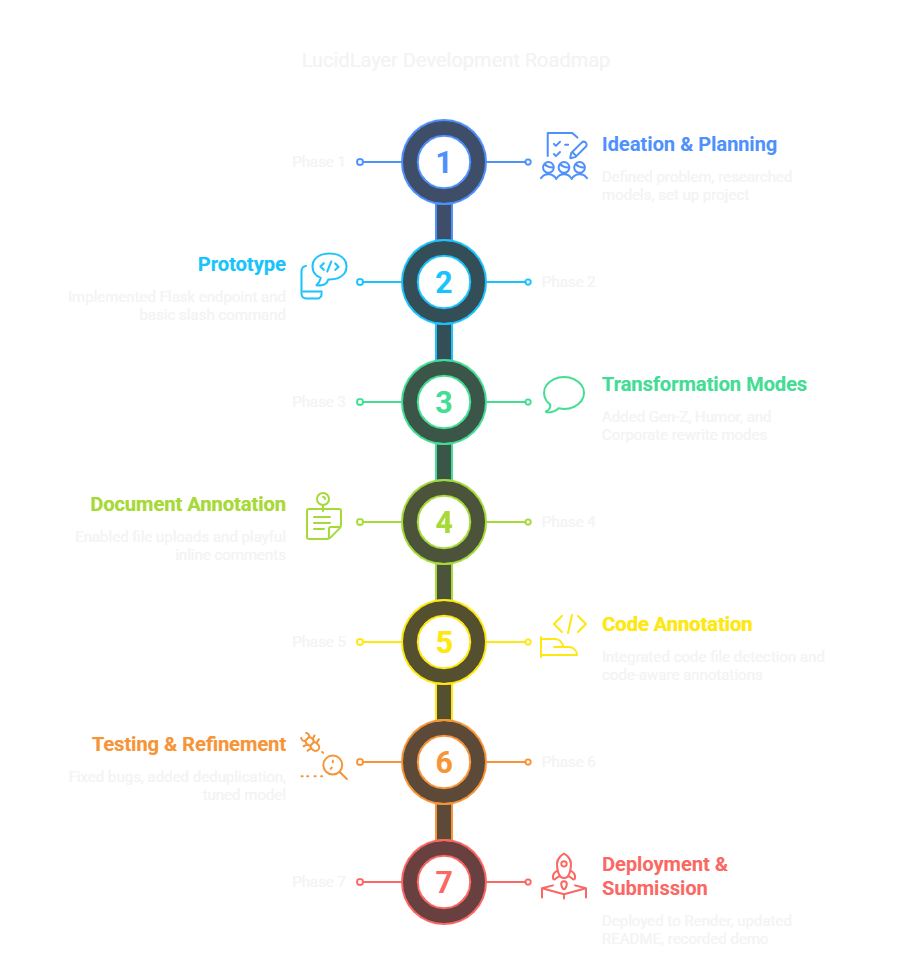 LucidLayer Development Roadmap
Phase 1
1
Ideation & Planning
Defined problem, researched
models, set up project
Prototype
Implemented Flask endpoint and
basic slash command
2
Phase 2
Phase 3
3
Transformation Modes
Added Gen-Z, Humor, and
Corporate rewrite modes
Document Annotation
Enabled file uploads and playful
inline comments
4
Phase 4
Phase 5
5
Code Annotation
Integrated code file detection and
code-aware annotations
Testing & Refinement
Fixed bugs, added deduplication,
tuned model
6
Phase 6
Phase 7
7
Deployment &
Submission
Deployed to Render, updated
README, recorded demo